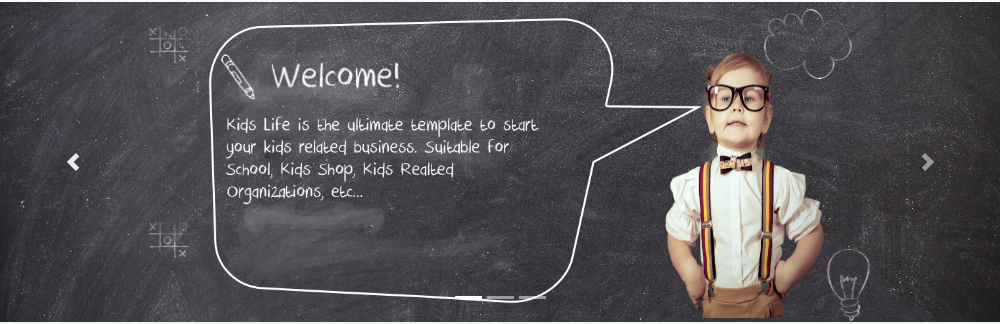 Welcome!
Kids Life is the ultimate template to start
your kids related business. Suitable for
School, Kids Shop, Kids Realted
Organizations, etc...